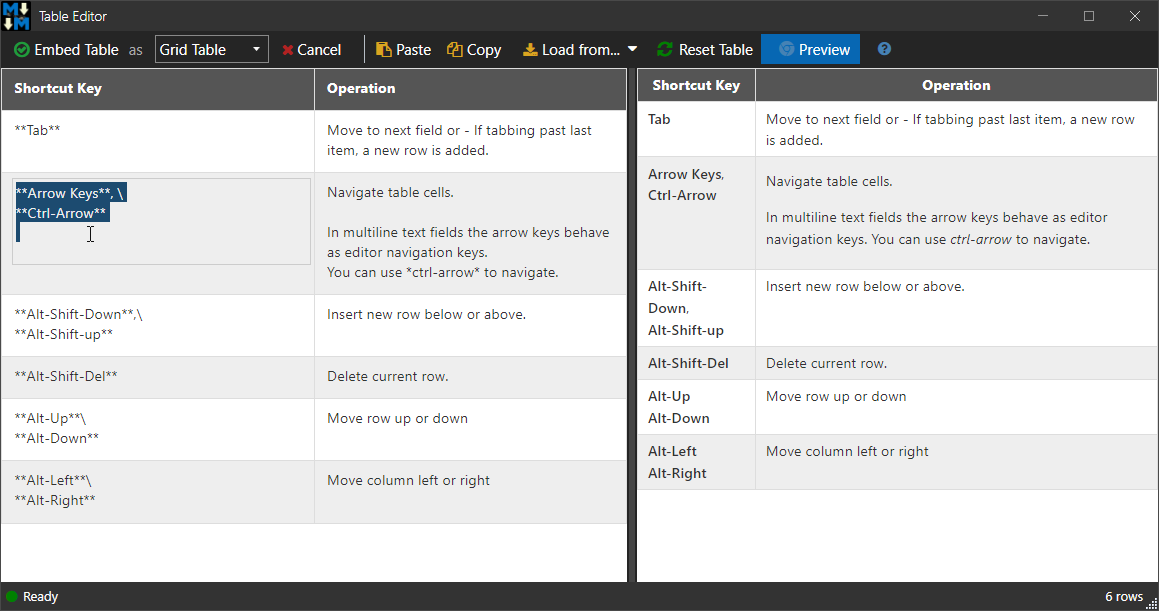 Table Editor
Embed Table as Grid Table Cancel Paste Copy Load from... Reset Table Preview ?
Shortcut Key Operation
**Tab** Move to next field or - If tabbing past last
item, a new row is added.
**Arrow Keys**, \ Navigate table cells.
**Ctrl-Arrow**
In multiline text fields the arrow keys behave
as editor navigation keys.
You can use *ctrl-arrow* to navigate.
**Alt-Shift-Down**,\ Insert new row below or above.
**Alt-Shift-up**
**Alt-Shift-Del** Delete current row.
**Alt-Up**\ Move row up or down
**Alt-Down**
**Alt-Left**\ Move column left or right
**Alt-Right**
Shortcut Key Operation
Tab Move to next field or - If tabbing past last item, a new row
is added.
Arrow Keys, Navigate table cells.
Ctrl-Arrow
In multiline text fields the arrow keys behave as editor
navigation keys. You can use ctrl-arrow to navigate.
Alt-Shift- Insert new row below or above.
Down,
Alt-Shift-up
Alt-Shift-Del Delete current row.
Alt-Up Move row up or down
Alt-Down
Alt-Left Move column left or right
Alt-Right
Ready 6 rows